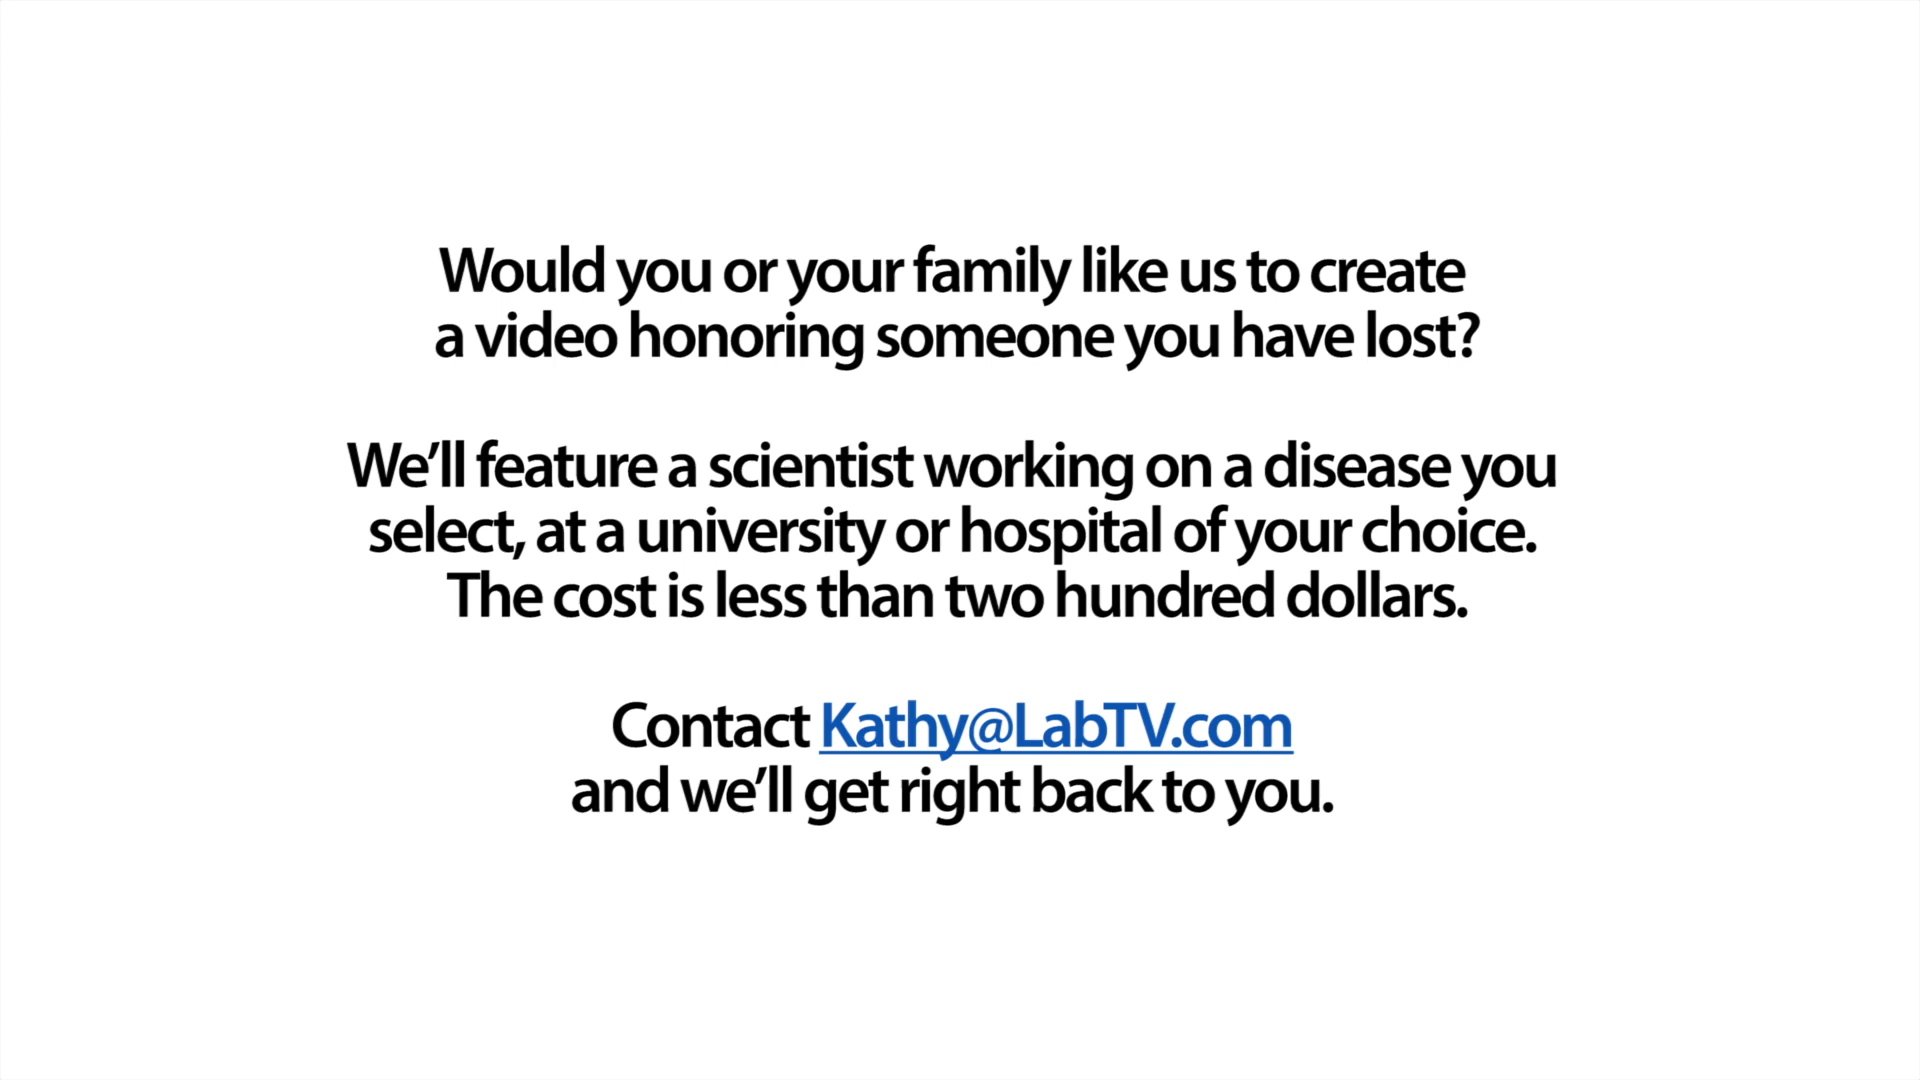 Would you or your family like us to create
a video honoring someone you have lost?
We’ll feature a scientist working on a disease you
select, at a university or hospital of your choice.
The cost is less than two hundred dollars.
Contact Kathy@LabTV.com
and we’ll get right back to you.